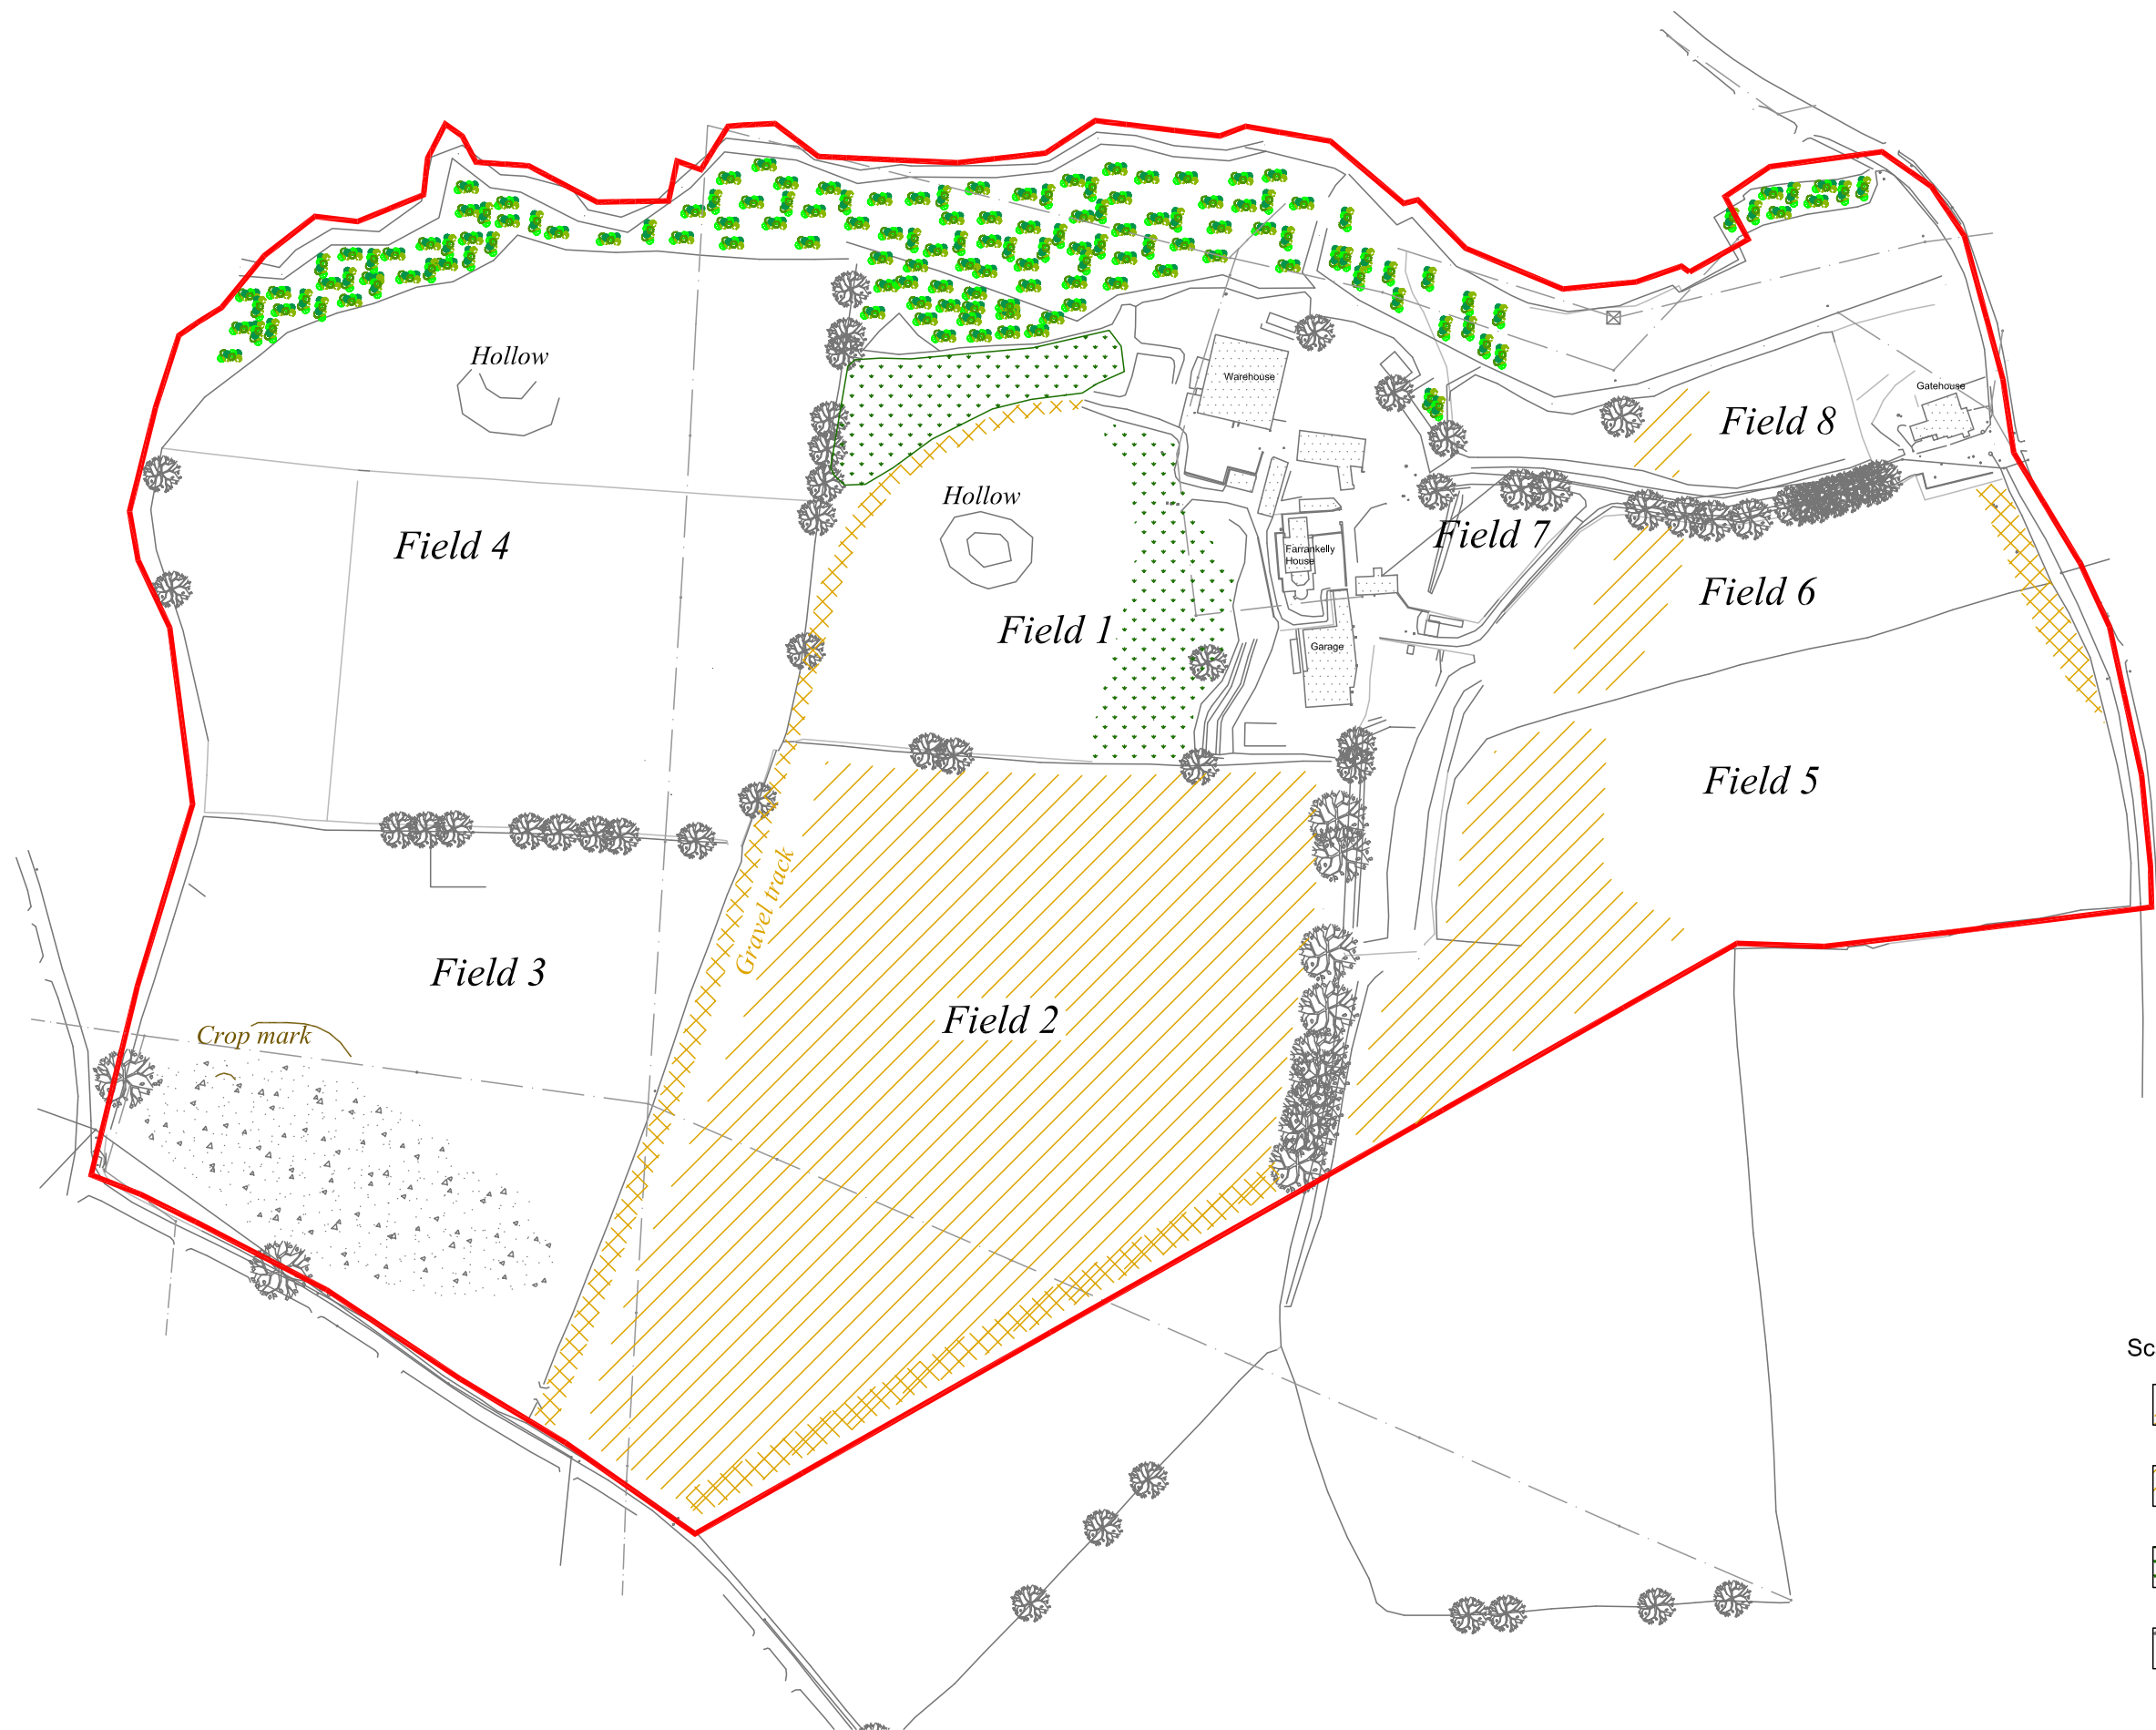 Hollow
Warehouse
Gatehouse
Field 8
Hollow
Field 4
Field 7
Farrankelly
House
Field 6
Field 1
Garage
Field 5
Gravel track
Field 3
Field 2
Crop mark
Sc